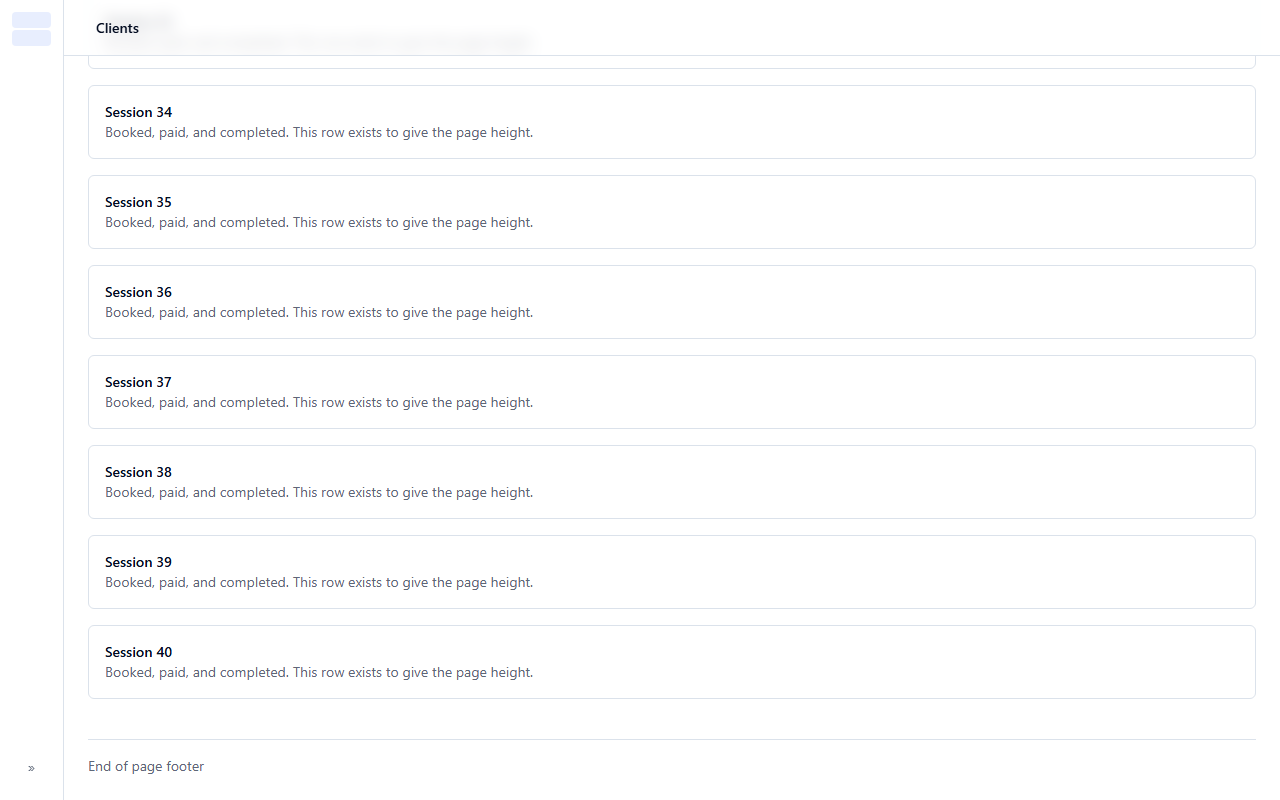 Clients
Session 34
Booked, paid, and completed. This row exists to give the page height.
Session 35
Booked, paid, and completed. This row exists to give the page height.
Session 36
Booked, paid, and completed. This row exists to give the page height.
Session 37
Booked, paid, and completed. This row exists to give the page height.
Session 38
Booked, paid, and completed. This row exists to give the page height.
Session 39
Booked, paid, and completed. This row exists to give the page height.
Session 40
Booked, paid, and completed. This row exists to give the page height.
»
End of page footer